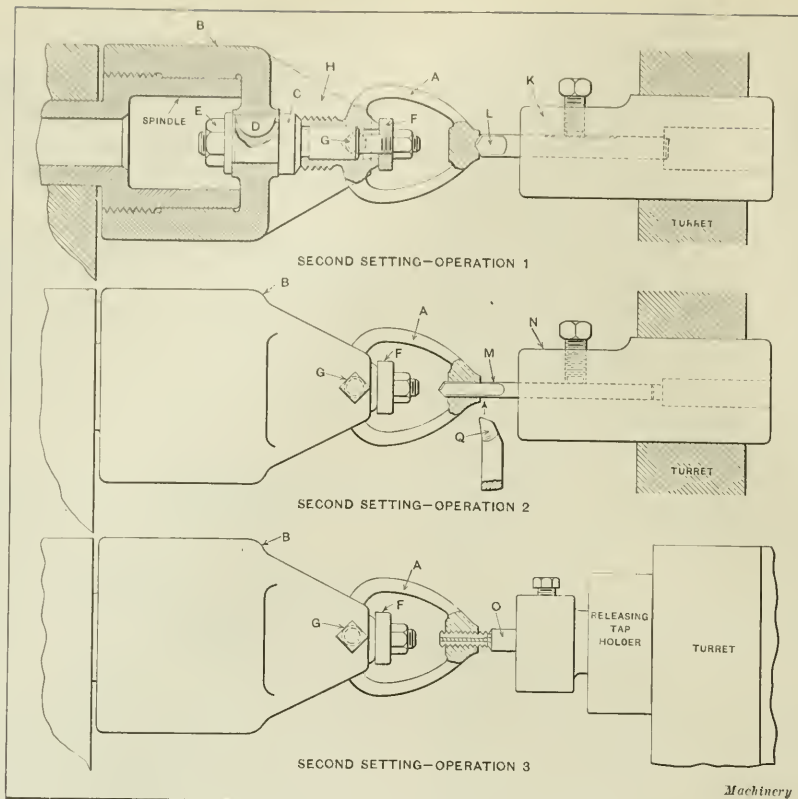 B
H
C
A
K
E
D
F
L
SPINDLE
G
TURRET
SECOND SETTING—OPERATION 1
B
A
N
F
M
G
Q
TURRET
SECOND SETTING—OPERATION 2
B
A
F
O
G
RELEASING
TAP
HOLDER
TURRET
SECOND SETTING—OPERATION 3
Machinery